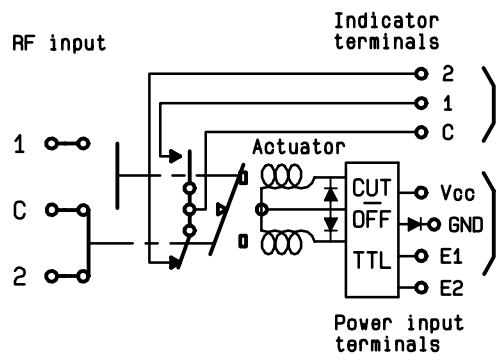 Indicator
terminals
RF input
2
1
C
Actuator
1
C
2
CUT
OFF
TTL
Vcc
GND
E1
E2
Power input
terminals